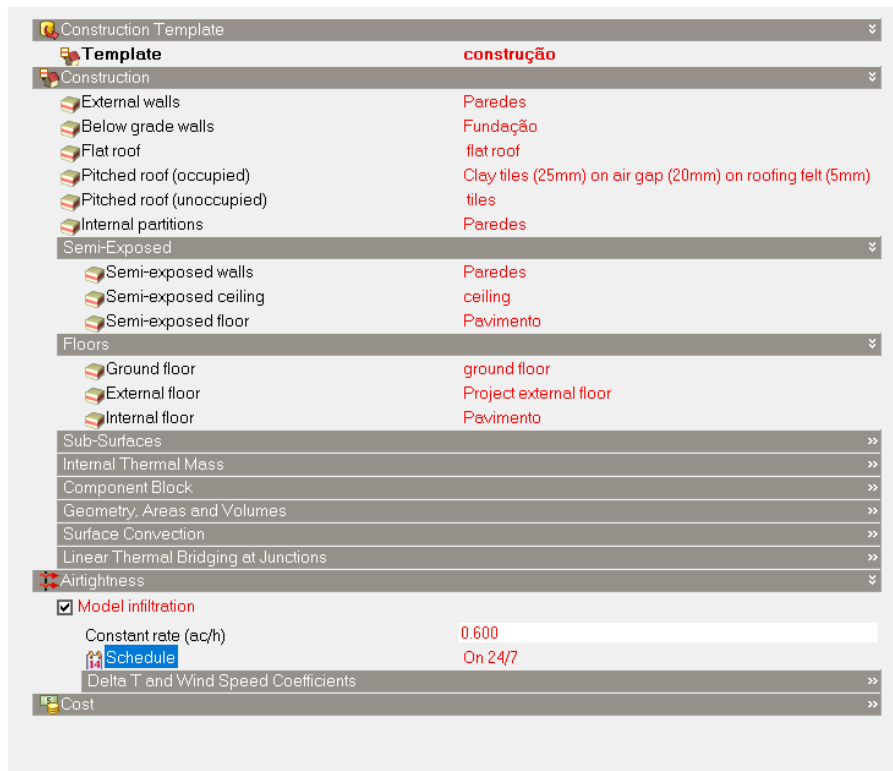 Construction Template
Template construção
Construction
External walls Paredes
Below grade walls Fundação
Flat roof flat roof
Pitched roof (occupied) Clay tiles (25mm) on air gap (20mm) on roofing felt (5mm)
Pitched roof (unoccupied) tiles
Internal partitions Paredes
Semi-Exposed
Semi-exposed walls Paredes
Semi-exposed ceiling ceiling
Semi-exposed floor Pavimento
Floors
Ground floor ground floor
External floor Project external floor
Internal floor Pavimento
Sub-Surfaces
Internal Thermal Mass
Component Block
Geometry, Areas and Volumes
Surface Convection
Linear Thermal Bridging at Junctions
Airtightness
Model infiltration
Constant rate (ac/h) 0.600
Schedule On 24/7
Delta T and Wind Speed Coefficients
Cost